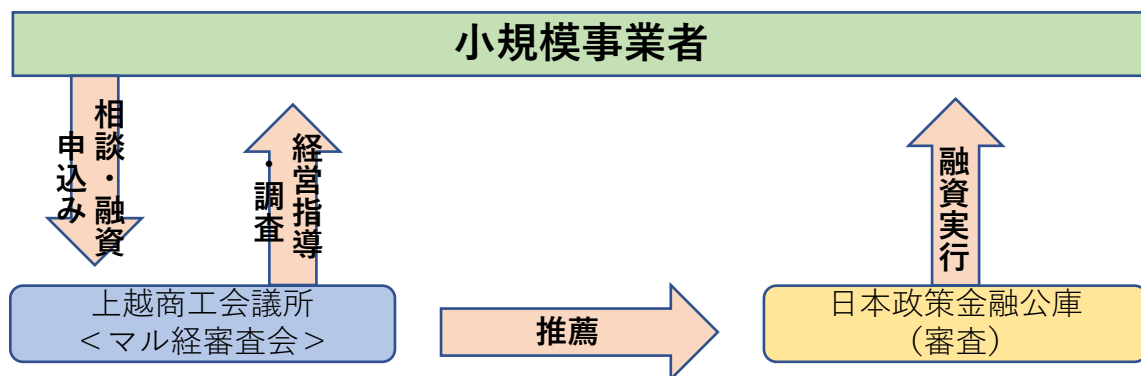 小規模事業者
相談・融資
申込み
経営指導
・調査
融資実行
上越商工会議所
＜マル経審査会＞
推薦
日本政策金融公庫
（審査）